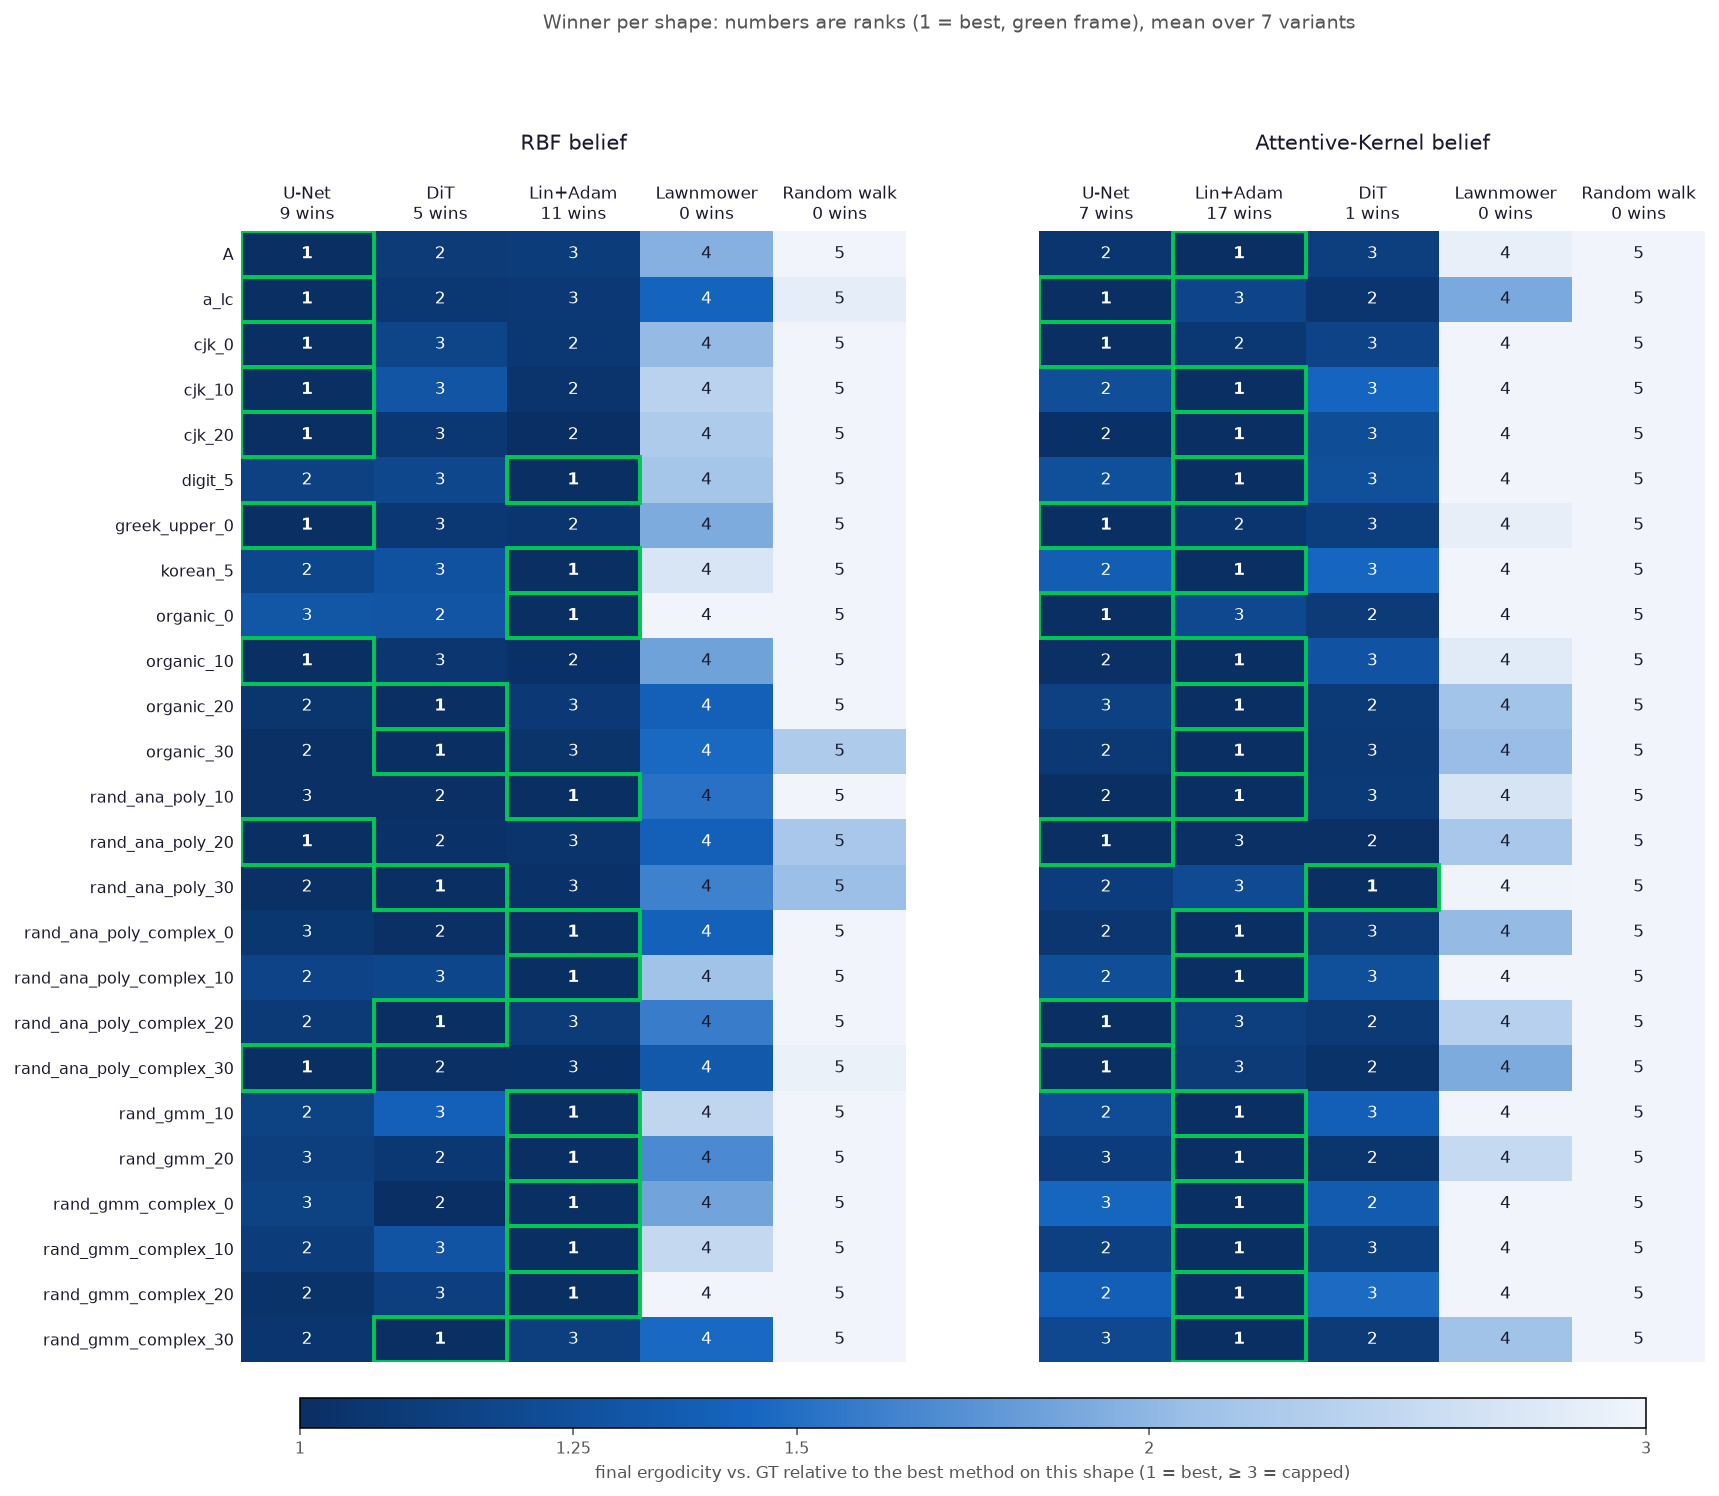 Winner per shape: numbers are ranks (1 = best, green frame), mean over 7 variants
RBF belief
Attentive-Kernel belief
U-Net DiT Lin+Adam Lawnmower Random walk U-Net Lin+Adam DiT Lawnmower Random walk
9 wins 5 wins 11 wins 0 wins 0 wins 7 wins 17 wins 1 wins 0 wins 0 wins
A 1 2 3 4 5 2 1 3 4 5
a_lc 1 2 3 4 5 1 3 2 4 5
cjk_0 1 3 2 4 5 1 2 3 4 5
cjk_10 1 3 2 4 5 2 1 3 4 5
cjk_20 1 3 2 4 5 2 1 3 4 5
digit_5 2 3 1 4 5 2 1 3 4 5
greek_upper_0 1 3 2 4 5 1 2 3 4 5
korean_5 2 3 1 4 5 2 1 3 4 5
organic_0 3 2 1 4 5 1 3 2 4 5
organic_10 1 3 2 4 5 2 1 3 4 5
organic_20 2 1 3 4 5 3 1 2 4 5
organic_30 2 1 3 4 5 2 1 3 4 5
rand_ana_poly_10 3 2 1 4 5 2 1 3 4 5
rand_ana_poly_20 1 2 3 4 5 1 3 2 4 5
rand_ana_poly_30 2 1 3 4 5 2 3 1 4 5
rand_ana_poly_complex_0 3 2 1 4 5 2 1 3 4 5
rand_ana_poly_complex_10 2 3 1 4 5 2 1 3 4 5
rand_ana_poly_complex_20 2 1 3 4 5 1 3 2 4 5
rand_ana_poly_complex_30 1 2 3 4 5 1 3 2 4 5
rand_gmm_10 2 3 1 4 5 2 1 3 4 5
rand_gmm_20 3 2 1 4 5 3 1 2 4 5
rand_gmm_complex_0 3 2 1 4 5 3 1 2 4 5
rand_gmm_complex_10 2 3 1 4 5 2 1 3 4 5
rand_gmm_complex_20 2 3 1 4 5 2 1 3 4 5
rand_gmm_complex_30 2 1 3 4 5 3 1 2 4 5
1 1.25 1.5 2 3
final ergodicity vs. GT relative to the best method on this shape (1 = best, ≥ 3 = capped)